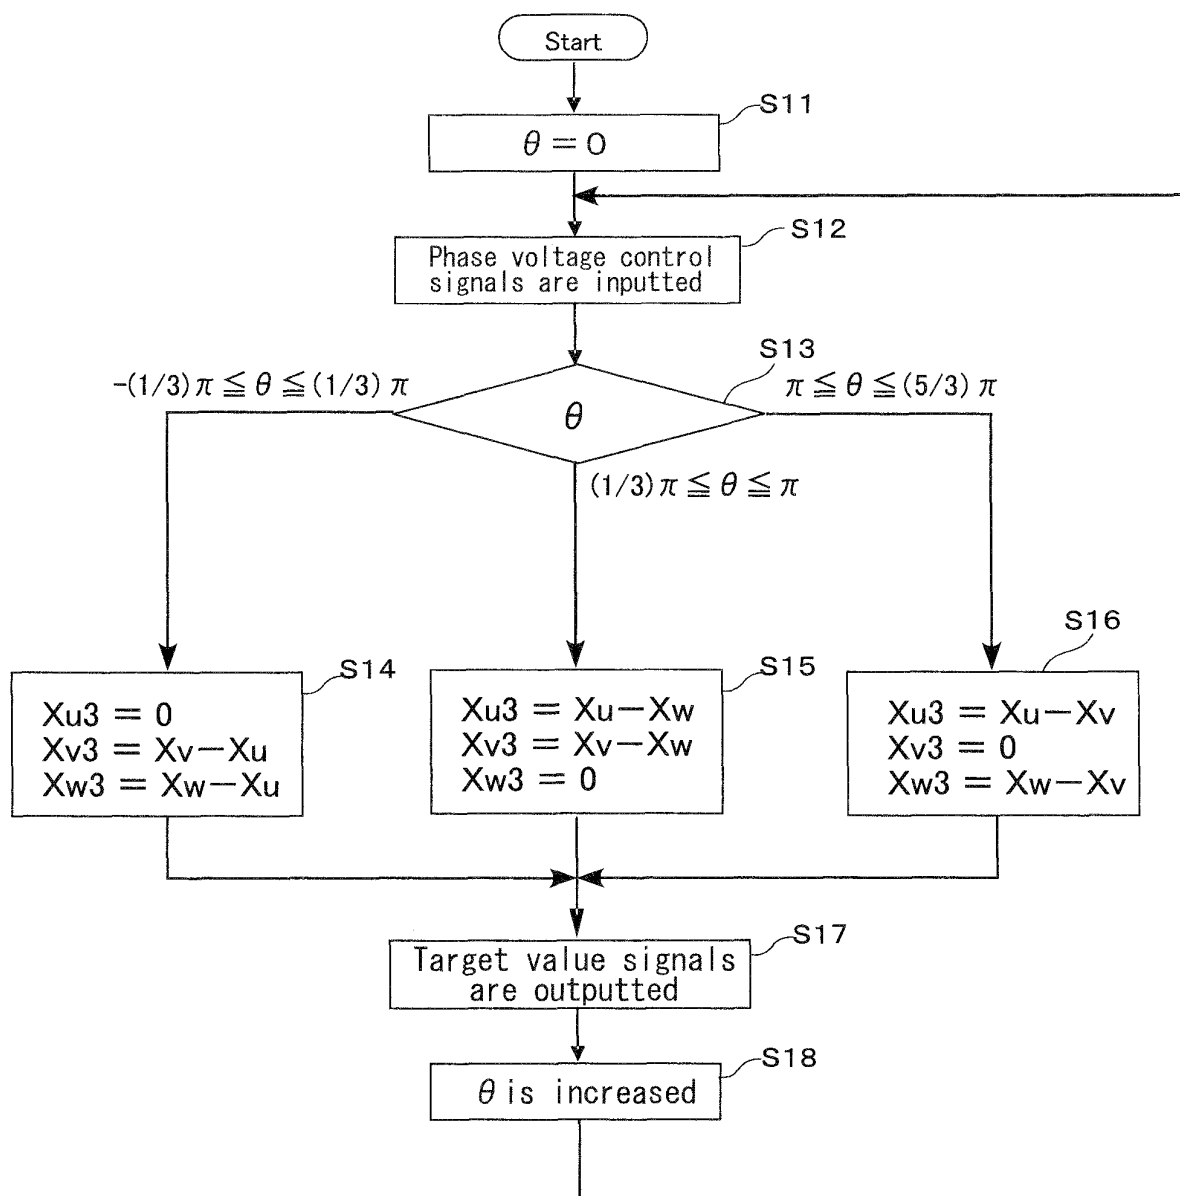 Start
S11
θ = 0
S12
Phase voltage control
signals are inputted
S13
-(1/3)π ≦ θ ≦ (1/3)π
π ≦ θ ≦ (5/3)π
θ
(1/3)π ≦ θ ≦ π
S14
Xu3 = 0
Xv3 = Xv−Xu
Xw3 = Xw−Xu
S15
Xu3 = Xu−Xw
Xv3 = Xv−Xw
Xw3 = 0
S16
Xu3 = Xu−Xv
Xv3 = 0
Xw3 = Xw−Xv
S17
Target value signals
are outputted
S18
θ is increased